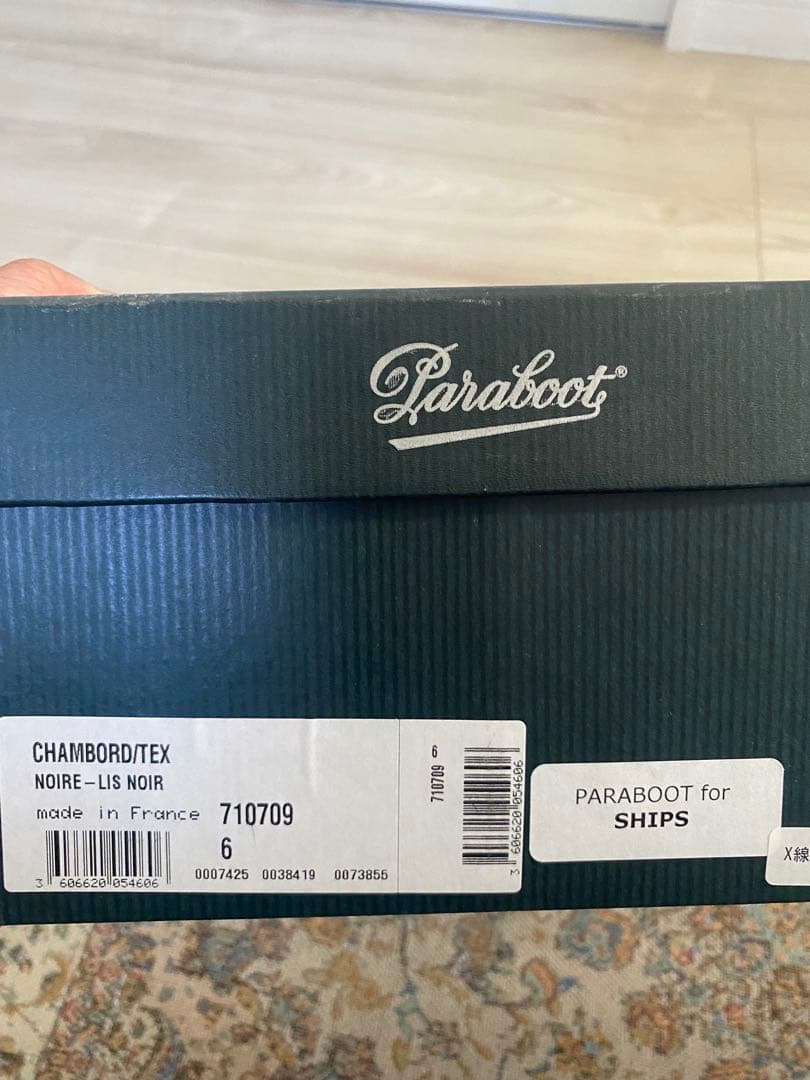 Paraboot®
CHAMBORD/TEX
NOIRE-LIS NOIR
made in France 710709
6
0007425 0038419 0073855
3 606620 054606
710709 6
3 606620 054606
PARABOOT for
SHIPS
X線